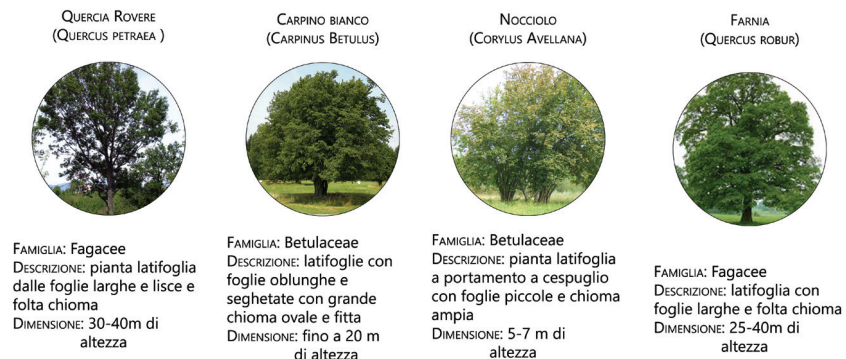 Quercia Rovere
(Quercus petraea )
Famiglia: Fagacee
Descrizione: pianta latifoglia
dalle foglie larghe e lisce e
folta chioma
Dimensione: 30-40m di
altezza
Carpino bianco
(Carpinus Betulus)
Famiglia: Betulaceae
Descrizione: latifoglie con
foglie oblunghe e
seghetate con grande
chioma ovale e fitta
Dimensione: fino a 20 m
di altezza
Nocciolo
(Corylus Avellana)
Famiglia: Betulaceae
Descrizione: pianta latifoglia
a portamento a cespuglio
con foglie piccole e chioma
ampia
Dimensione: 5-7 m di
altezza
Farnia
(Quercus robur)
Famiglia: Fagacee
Descrizione: latifoglia con
foglie larghe e folta chioma
Dimensione: 25-40m di
altezza